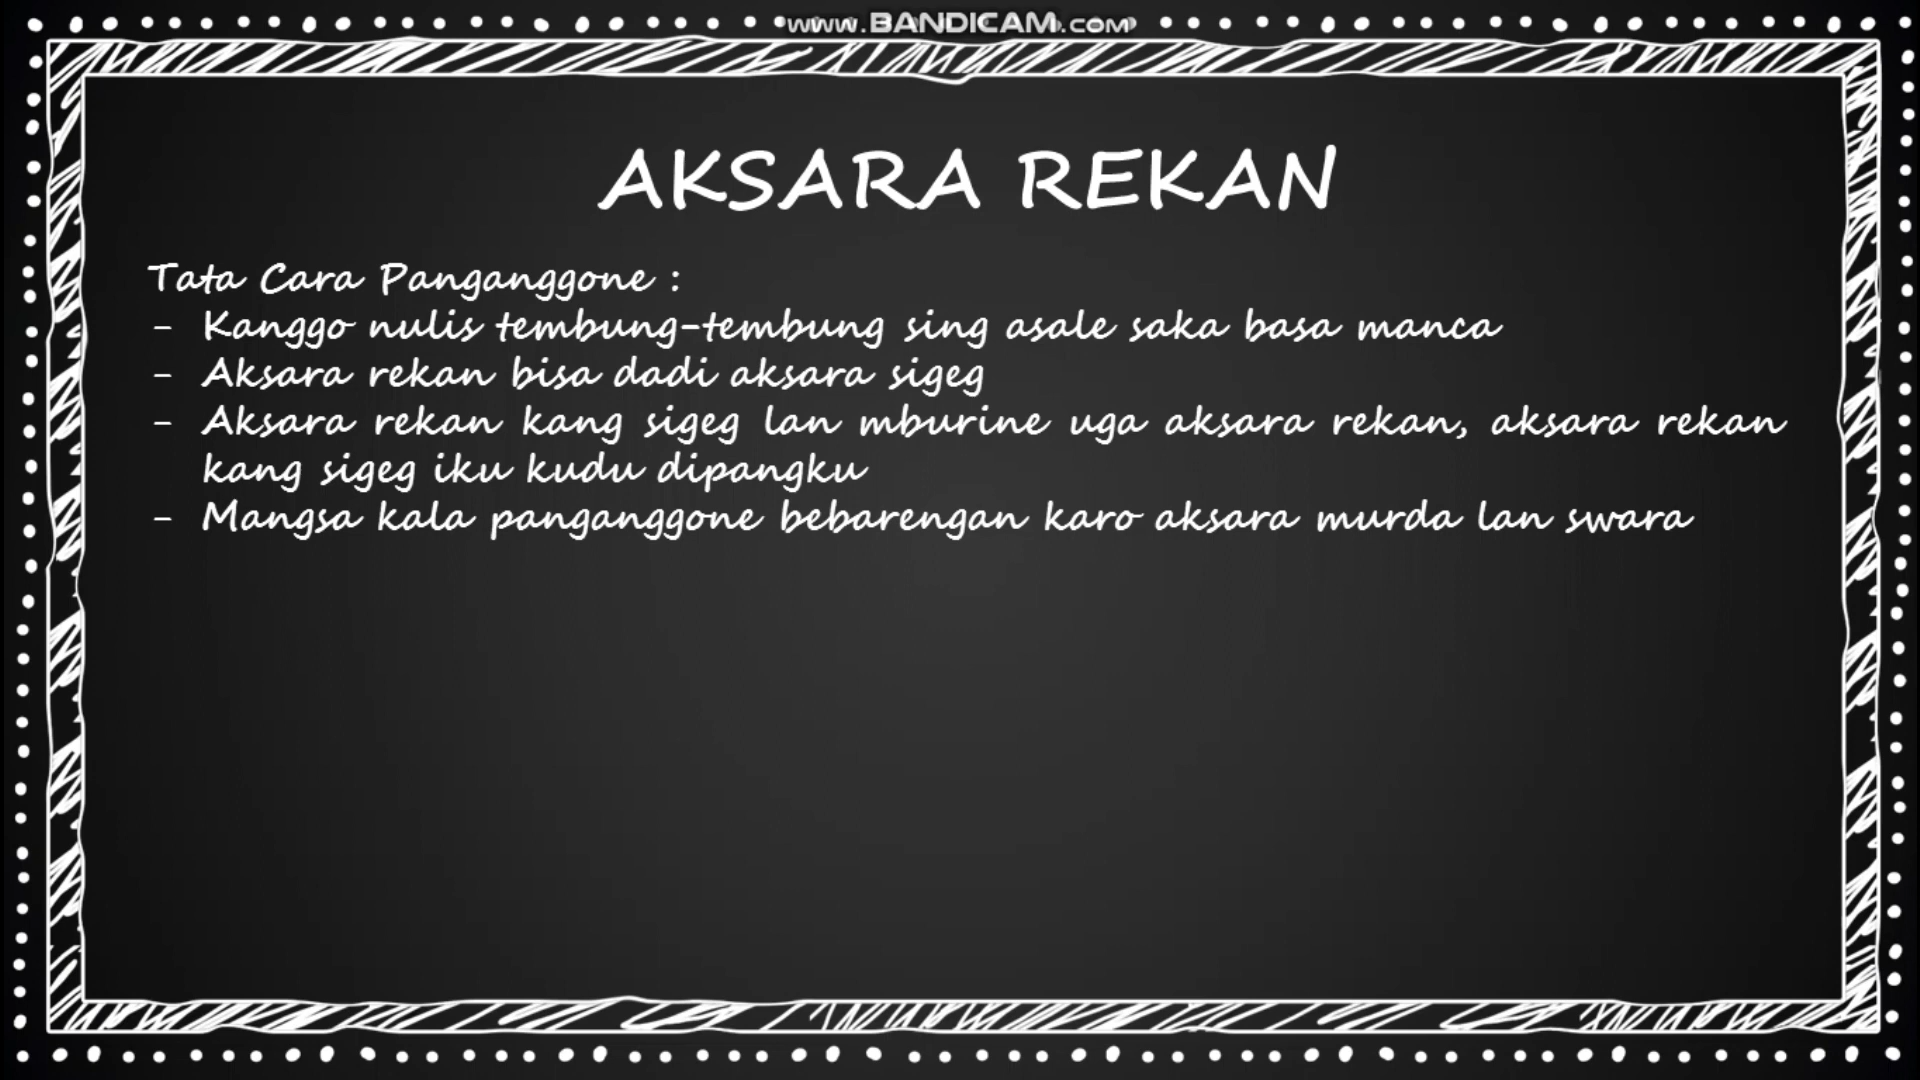 www.BANDICAM.com
AKSARA REKAN
Tata Cara Panganggone :
- Kanggo nulis tembung-tembung sing asale saka basa manca
- Aksara rekan bisa dadi aksara sigeg
- Aksara rekan kang sigeg lan mburine uga aksara rekan, aksara rekan
kang sigeg iku kudu dipangku
- Mangsa kala panganggone bebarengan karo aksara murda lan swara